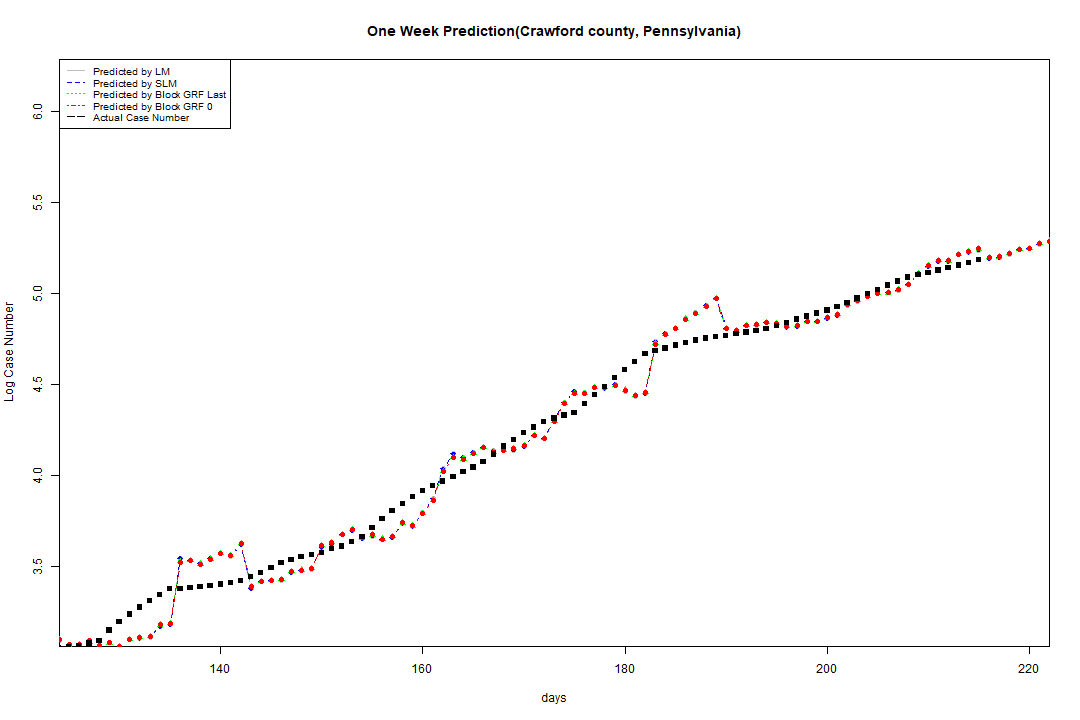 One Week Prediction(Crawford county, Pennsylvania)
Predicted by LM
Predicted by SLM
Predicted by Block GRF Last
Predicted by Block GRF 0
Actual Case Number
6.0
5.5
5.0
4.5
4.0
3.5
Log Case Number
140 160 180 200 220
days